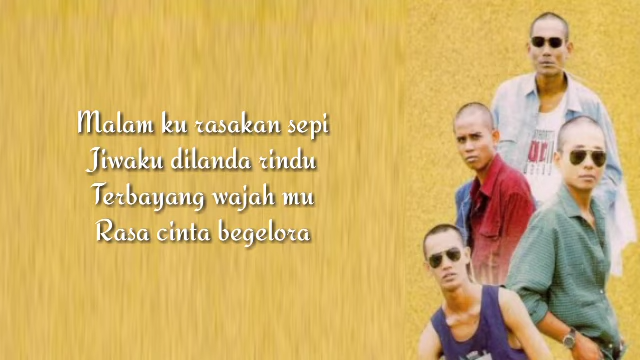 Malam ku rasakan sepi
Jiwaku dilanda rindu
Terbayang wajah mu
Rasa cinta begelora